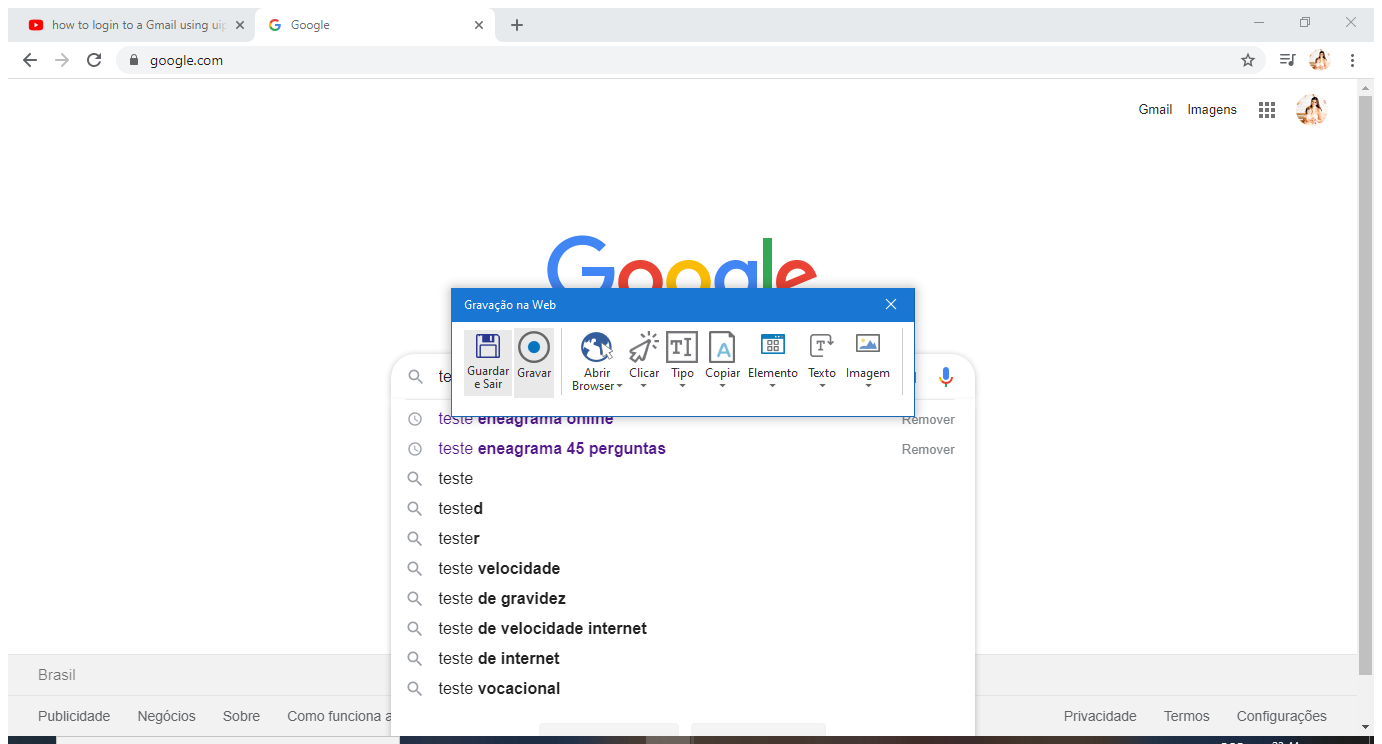 how to login to a Gmail using uip
Google
google.com
Gmail Imagens
Google
Gravação na Web
Guardar e Sair
Gravar
Abrir Browser
Clicar
Tipo
Copiar
Elemento
Texto
Imagem
te
teste eneagrama online Remover
teste eneagrama 45 perguntas Remover
teste
tested
tester
teste velocidade
teste de gravidez
teste de velocidade internet
teste de internet
teste vocacional
Brasil
Publicidade Negócios Sobre Como funciona a
Privacidade Termos Configurações